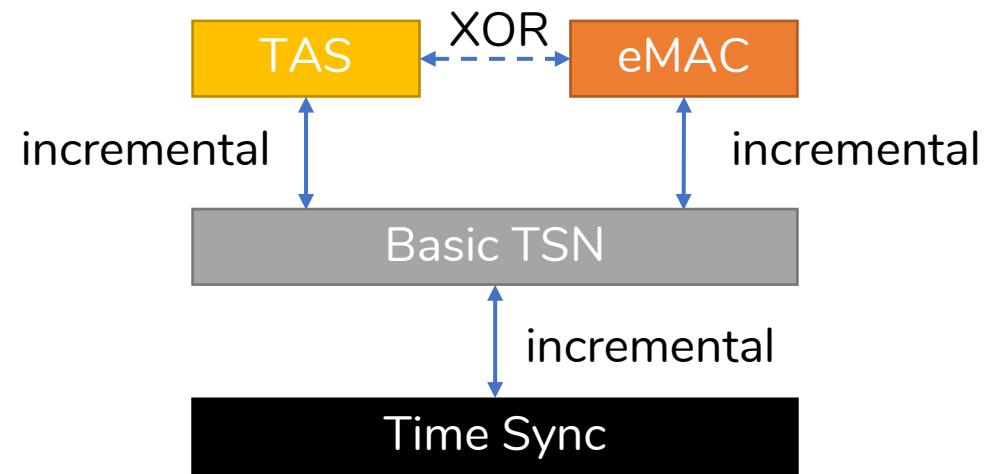 TAS
XOR
eMAC
incremental
incremental
Basic TSN
incremental
Time Sync